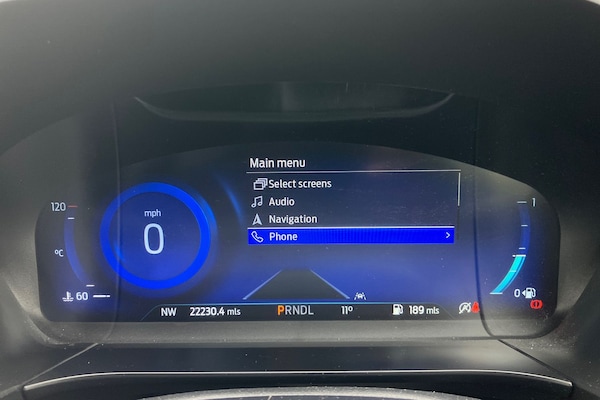 Main menu
Select screens
Audio
Navigation
Phone
120
°C
60
mph
0
1
0
NW 22230.4 mls PRNDL 11° 189 mls